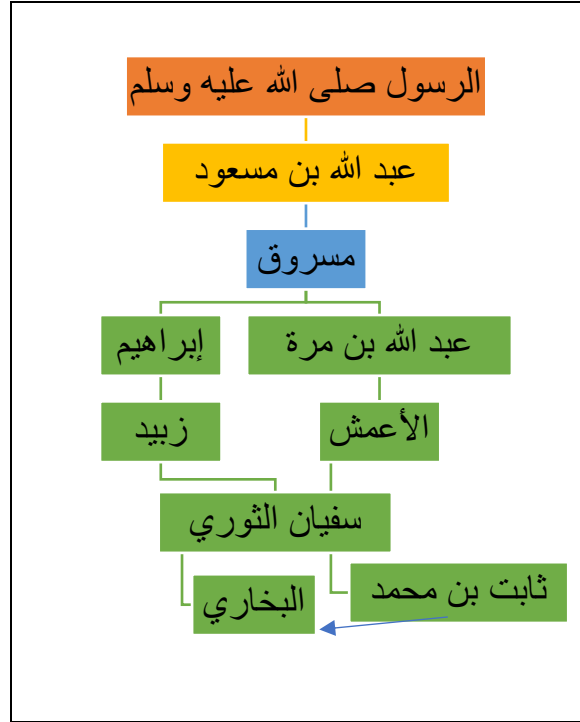 الرسول صلى الله عليه وسلم
عبد الله بن مسعود
مسروق
عبد الله بن مرة
إبراهيم
الأعمش
زبيد
سفيان الثوري
ثابت بن محمد
البخاري